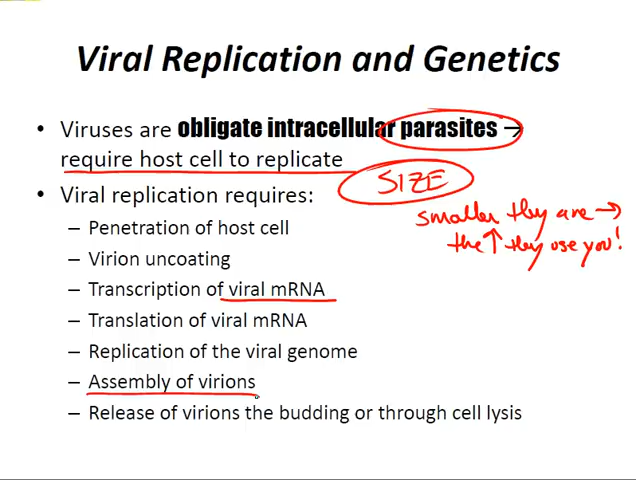 Viral Replication and Genetics
• Viruses are obligate intracellular parasites →
require host cell to replicate
SIZE
• Viral replication requires:
smaller they are →
the ↑ they use you!
– Penetration of host cell
– Virion uncoating
– Transcription of viral mRNA
– Translation of viral mRNA
– Replication of the viral genome
– Assembly of virions
– Release of virions the budding or through cell lysis